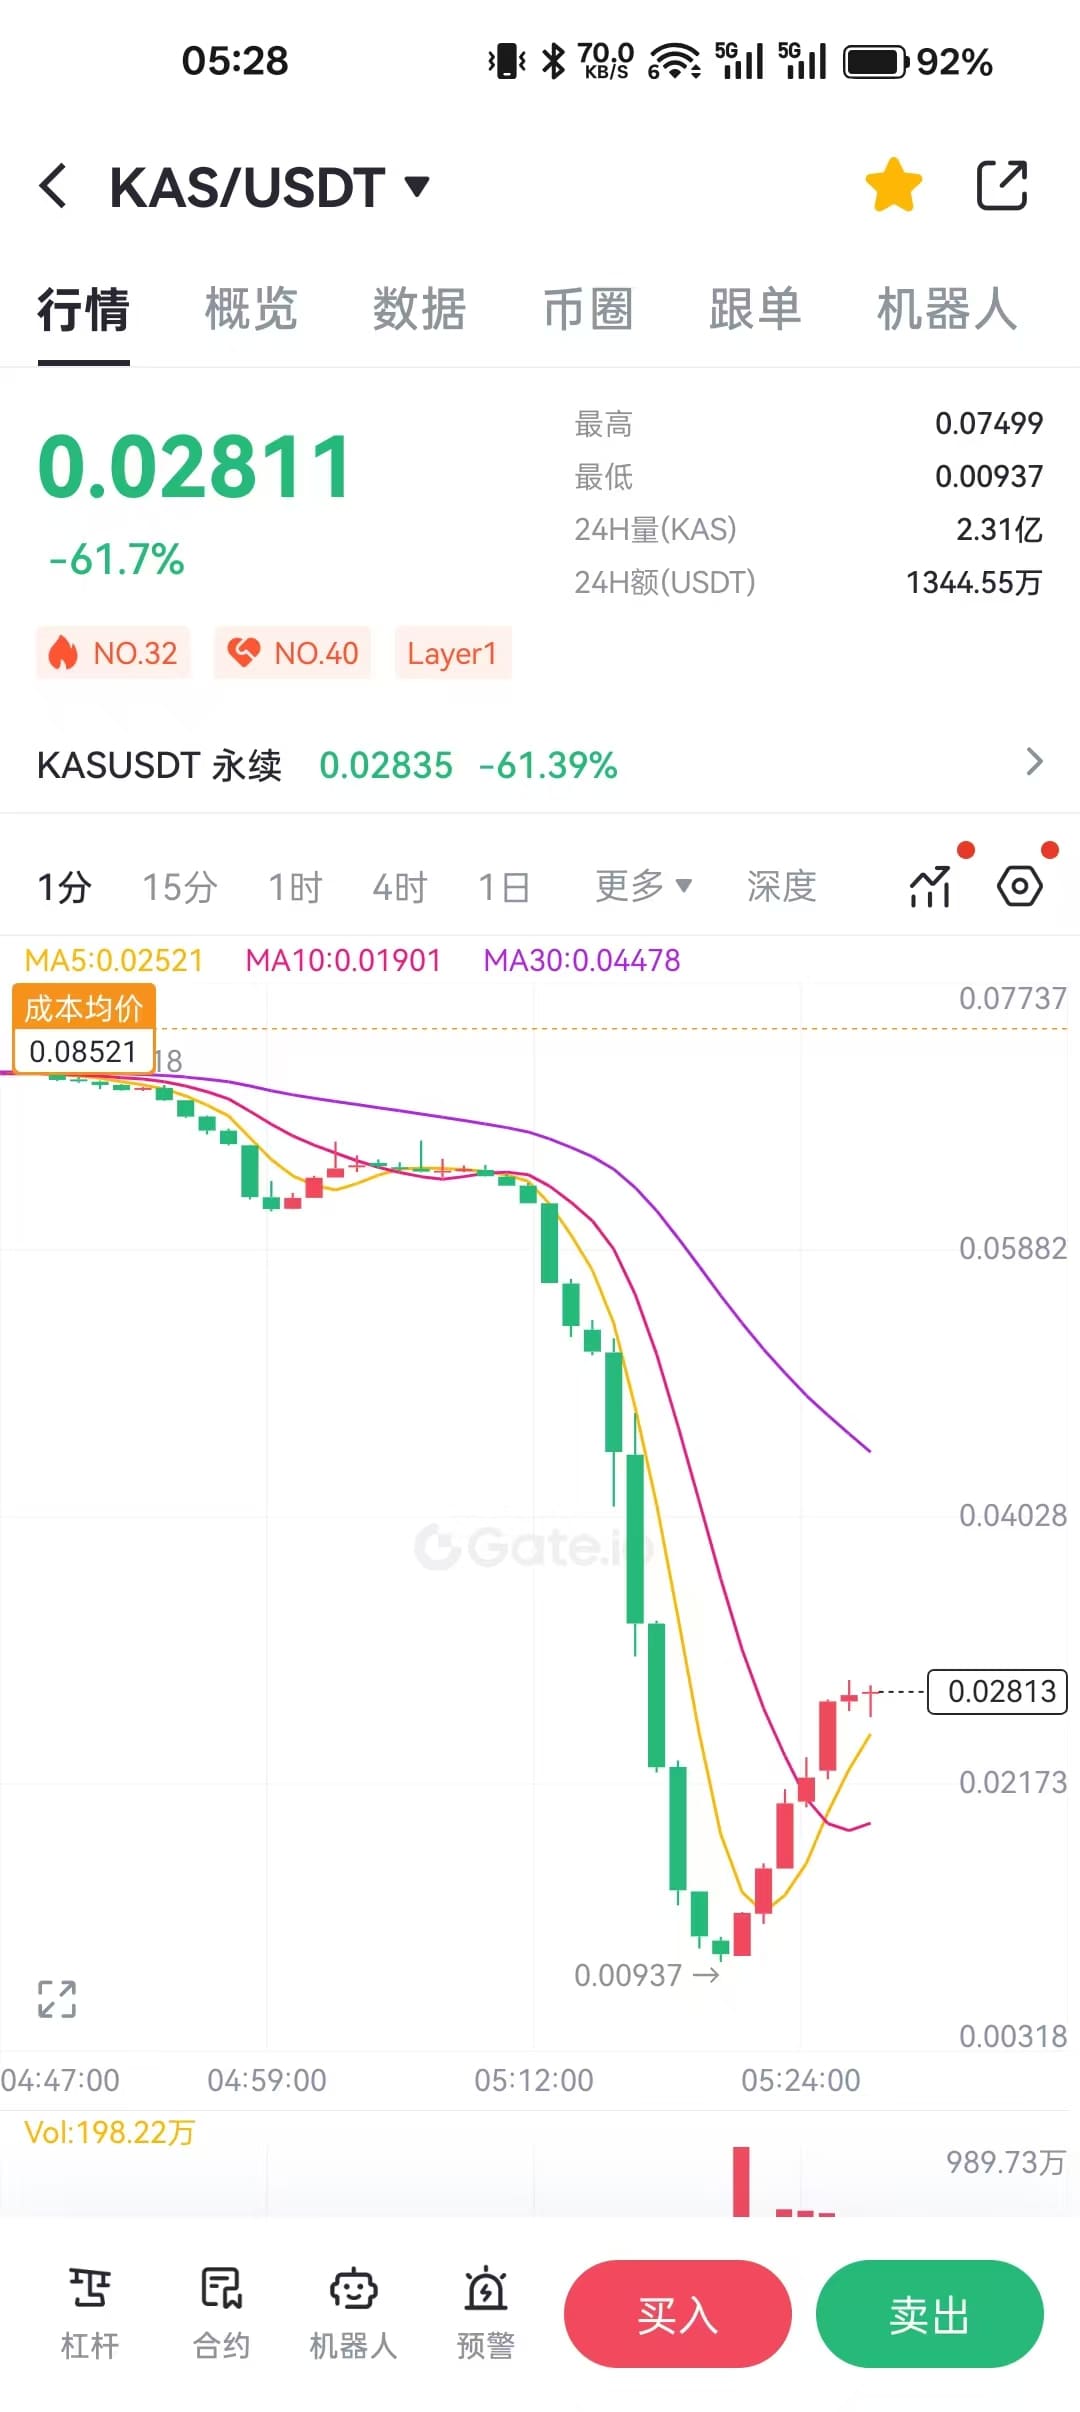 05:28 70.0 KB/S 6 5G 5G 92%
KAS/USDT
行情 概览 数据 币圈 跟单 机器人
0.02811
-61.7%
最高 0.07499
最低 0.00937
24H量(KAS) 2.31亿
24H额(USDT) 1344.55万
NO.32 NO.40 Layer1
KASUSDT 永续 0.02835 -61.39%
1分 15分 1时 4时 1日 更多 深度
MA5:0.02521 MA10:0.01901 MA30:0.04478
0.07737
成本均价
0.08521
18
0.05882
0.04028
Gate.io
0.02813
0.02173
0.00937
0.00318
04:47:00 04:59:00 05:12:00 05:24:00
Vol:198.22万
989.73万
杠杆 合约 机器人 预警 买入 卖出